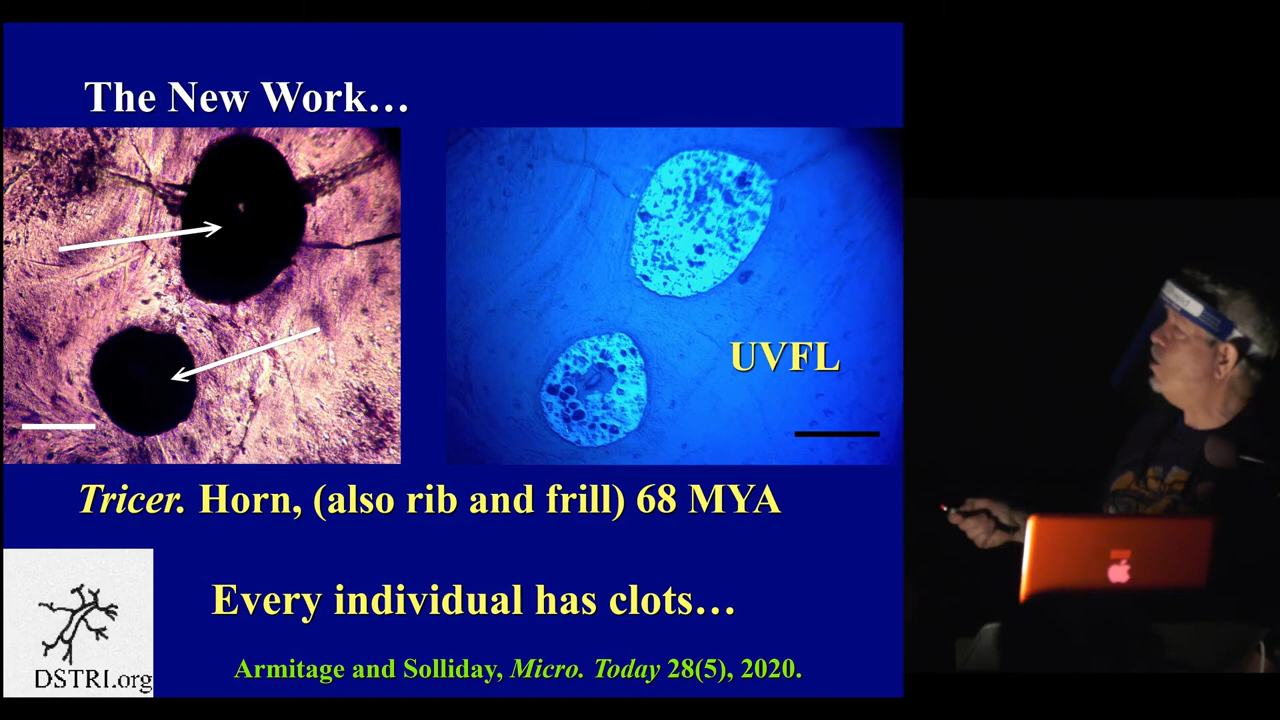 The New Work…
UVFL
Tricer. Horn, (also rib and frill) 68 MYA
Every individual has clots…
DSTRI.org
Armitage and Solliday, Micro. Today 28(5), 2020.